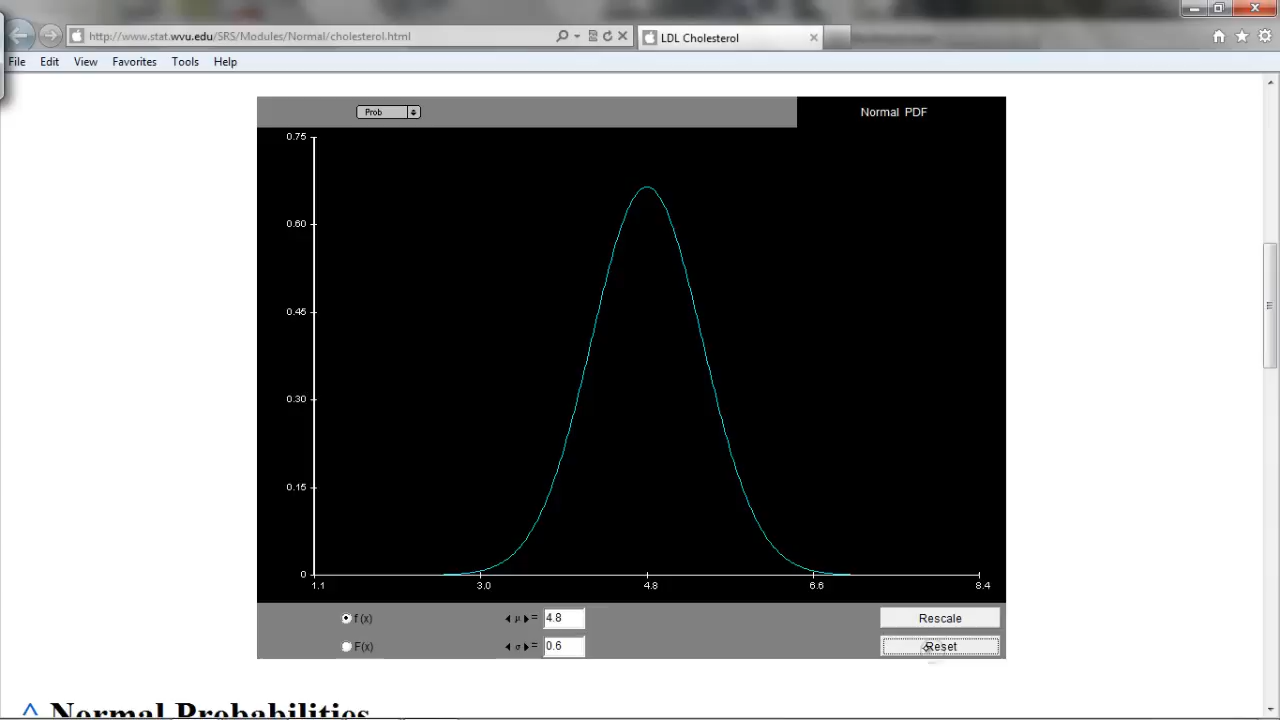 http://www.stat.wvu.edu/SRS/Modules/Normal/cholesterol.html
LDL Cholesterol
File Edit View Favorites Tools Help
Prob
Normal PDF
0.75
0.60
0.45
0.30
0.15
0
1.1 3.0 4.8 6.6 8.4
f (x) μ = 4.8 Rescale
F(x) σ = 0.6 Reset
^ Normal Probabilities